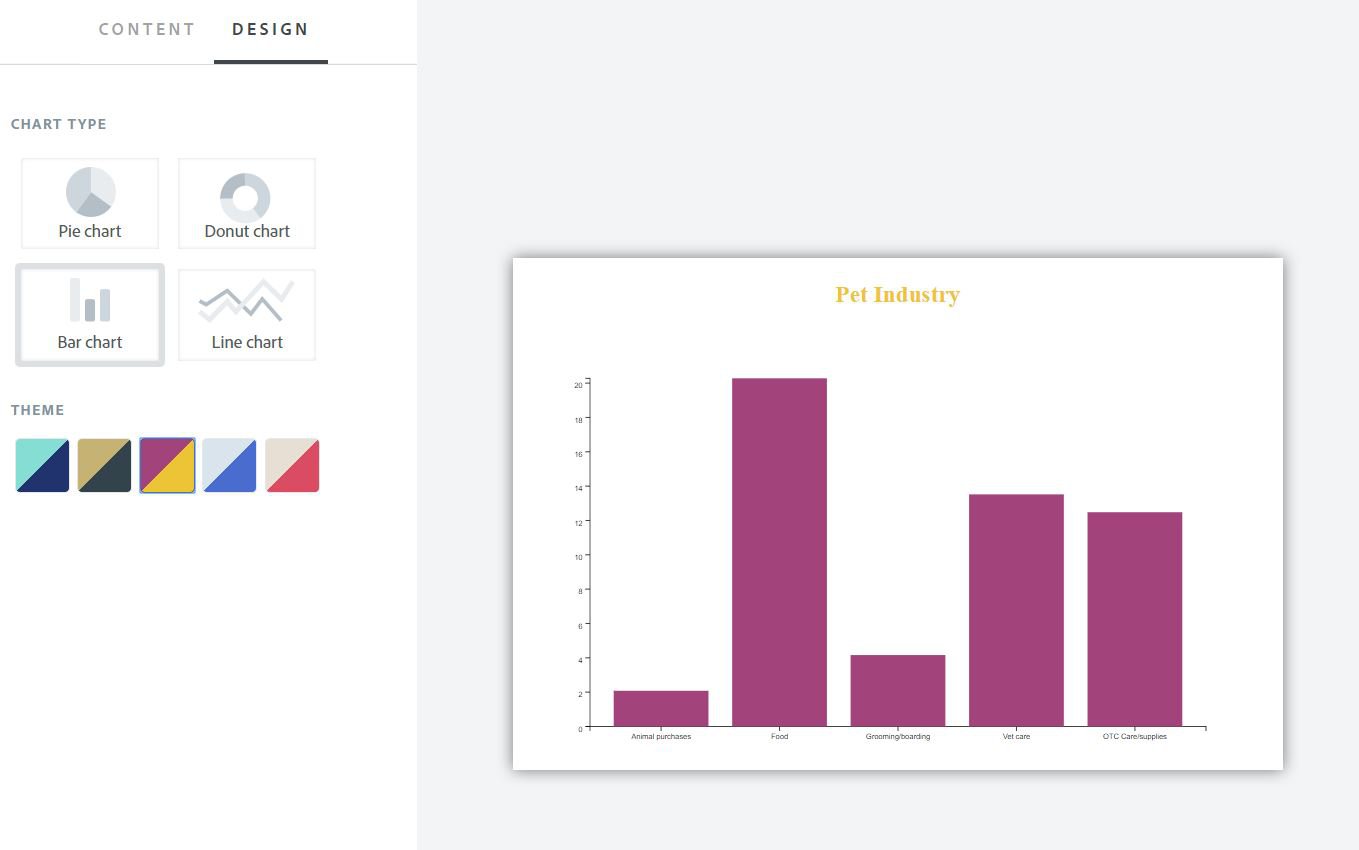 CONTENT DESIGN
CHART TYPE
Pie chart
Donut chart
Bar chart
Line chart
THEME
Pet Industry
20
18
16
14
12
10
8
6
4
2
0
Animal purchases Food Grooming/boarding Vet care OTC Care/supplies